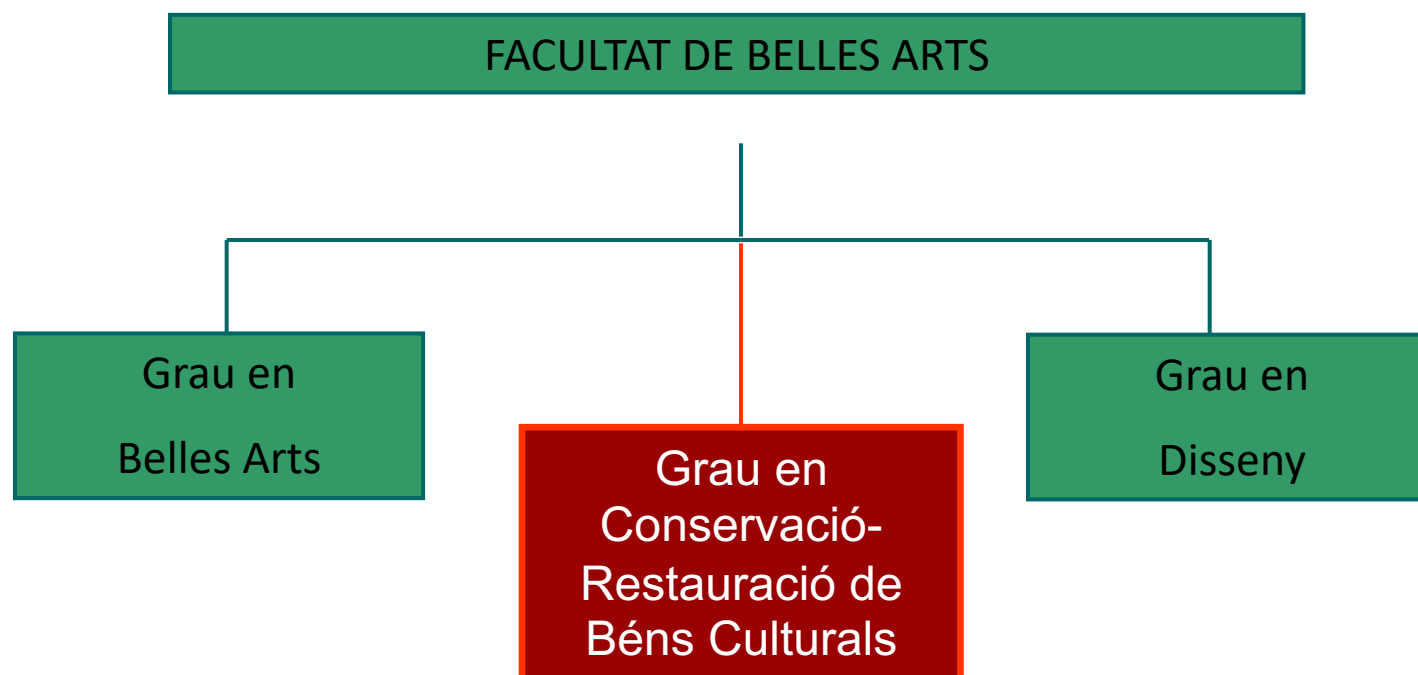 FACULTAT DE BELLES ARTS
Grau en
Belles Arts
Grau en
Conservació-
Restauració de
Béns Culturals
Grau en
Disseny